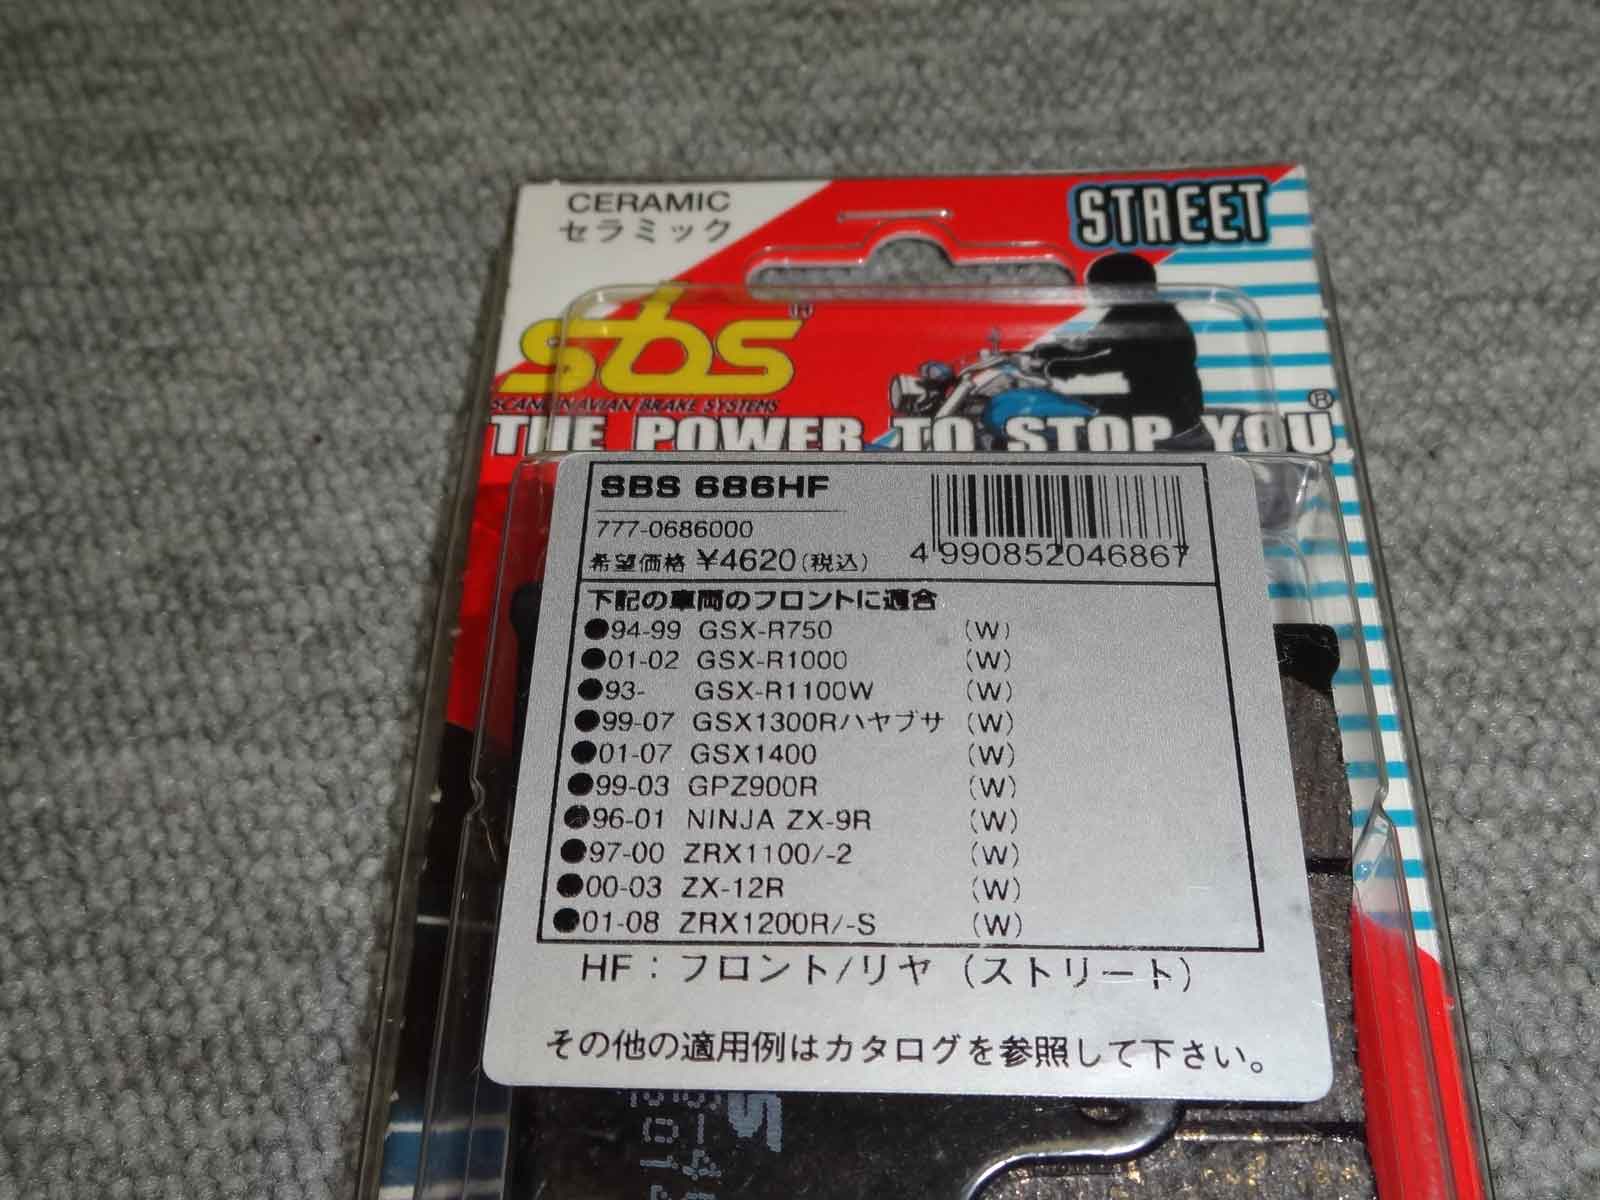 CERAMIC
セラミック
STREET
sbs®
SCANDINAVIAN BRAKE SYSTEMS
THE POWER TO STOP YOU®
SBS 686HF
777-0686000
希望価格 ¥4620(税込)
4 990852 046867
下記の車両のフロントに適合
●94-99 GSX-R750 (W)
●01-02 GSX-R1000 (W)
●93- GSX-R1100W (W)
●99-07 GSX1300Rハヤブサ (W)
●01-07 GSX1400 (W)
●99-03 GPZ900R (W)
●96-01 NINJA ZX-9R (W)
●97-00 ZRX1100/-2 (W)
●00-03 ZX-12R (W)
●01-08 ZRX1200R/-S (W)
HF：フロント/リヤ（ストリート）
その他の適用例はカタログを参照して下さい。